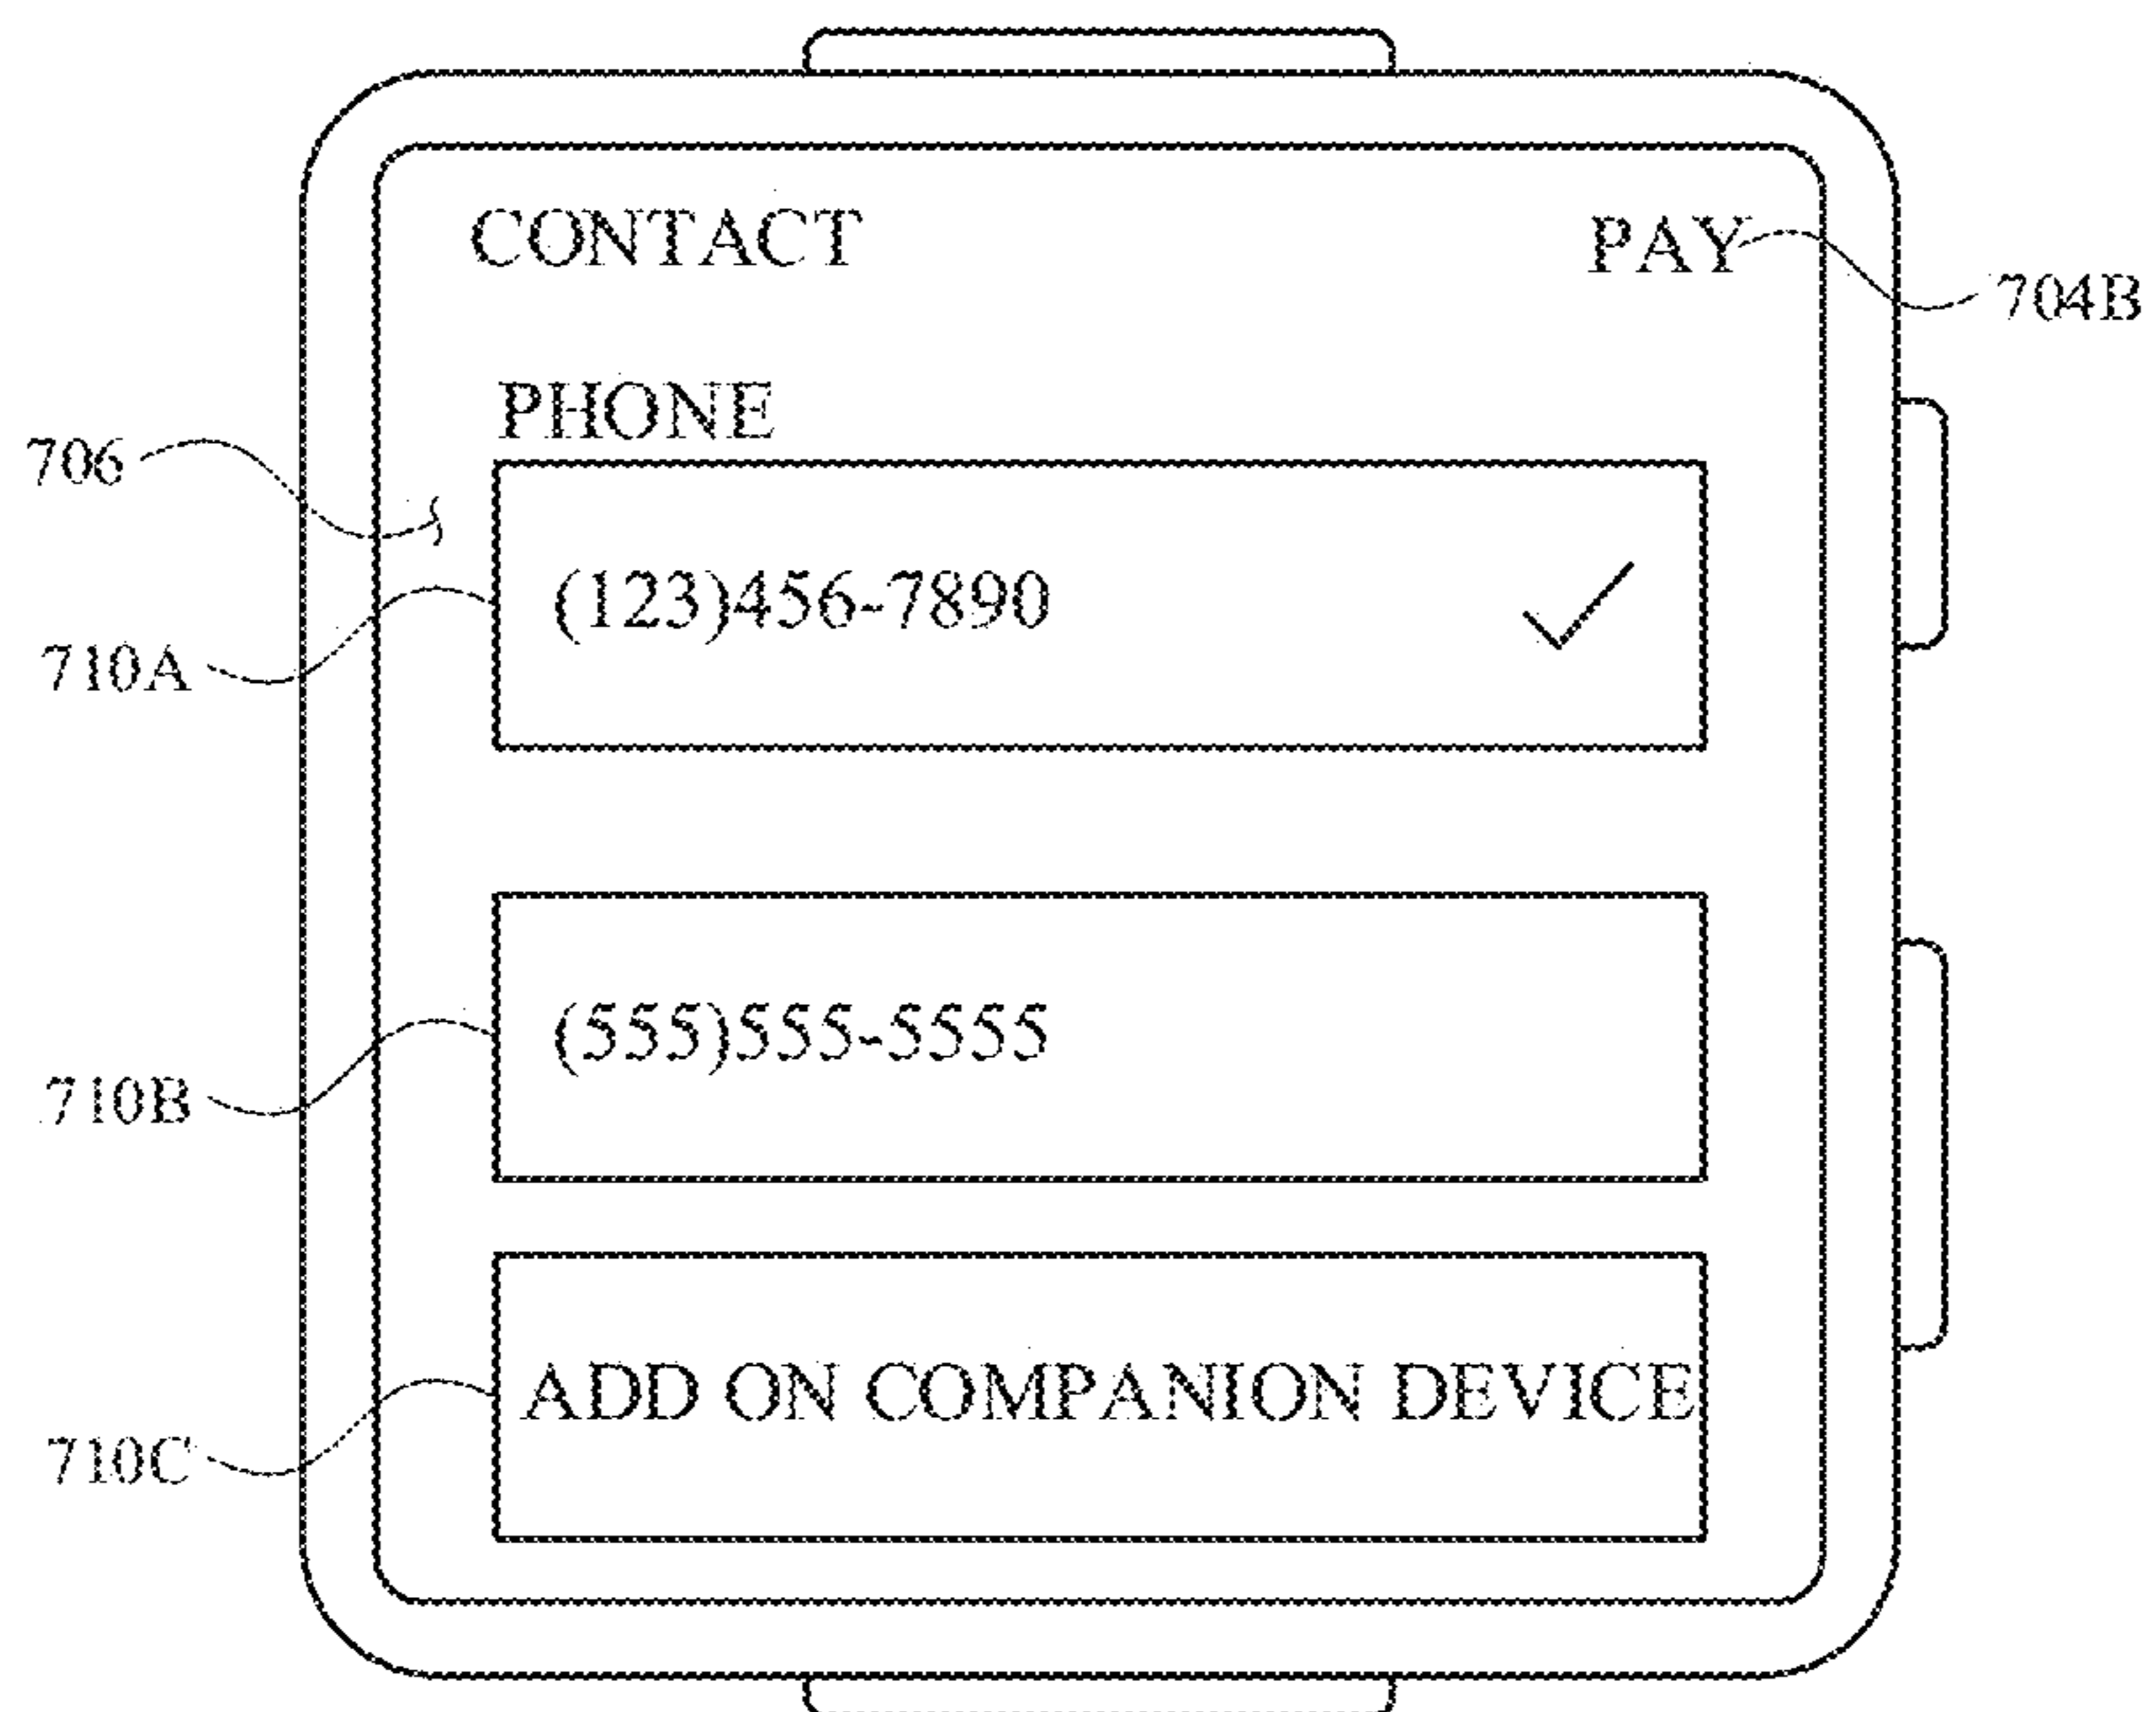 CONTACT PAY
704B
PHONE
706
(123)456-7890
710A
(555)555-5555
710B
ADD ON COMPANION DEVICE
710C